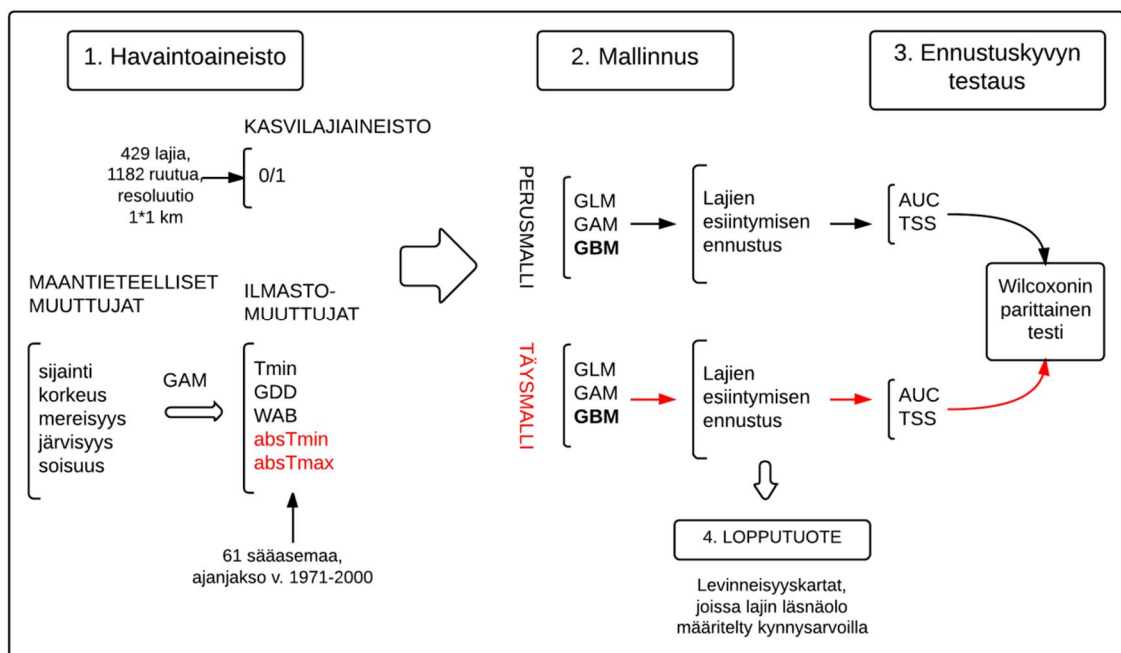 1. Havaintoaineisto
KASVILAJIAINEISTO
429 lajia,
1182 ruutua,
resoluutio
1*1 km
0/1
MAANTIETEELLISET
MUUTTUJAT
sijainti
korkeus
mereisyys
järvisyys
soisuus
GAM
ILMASTO-
MUUTTUJAT
Tmin
GDD
WAB
absTmin
absTmax
61 sääasemaa,
ajanjakso v. 1971-2000
2. Mallinnus
PERUSMALLI
GLM
GAM
GBM
Lajien
esiintymisen
ennustus
TÄYSMALLI
GLM
GAM
GBM
Lajien
esiintymisen
ennustus
3. Ennustuskyvyn
testaus
AUC
TSS
AUC
TSS
Wilcoxonin
parittainen
testi
4. LOPPUTUOTE
Levinneisyyskartat,
joissa lajin läsnäolo
määritelty kynnysarvoilla